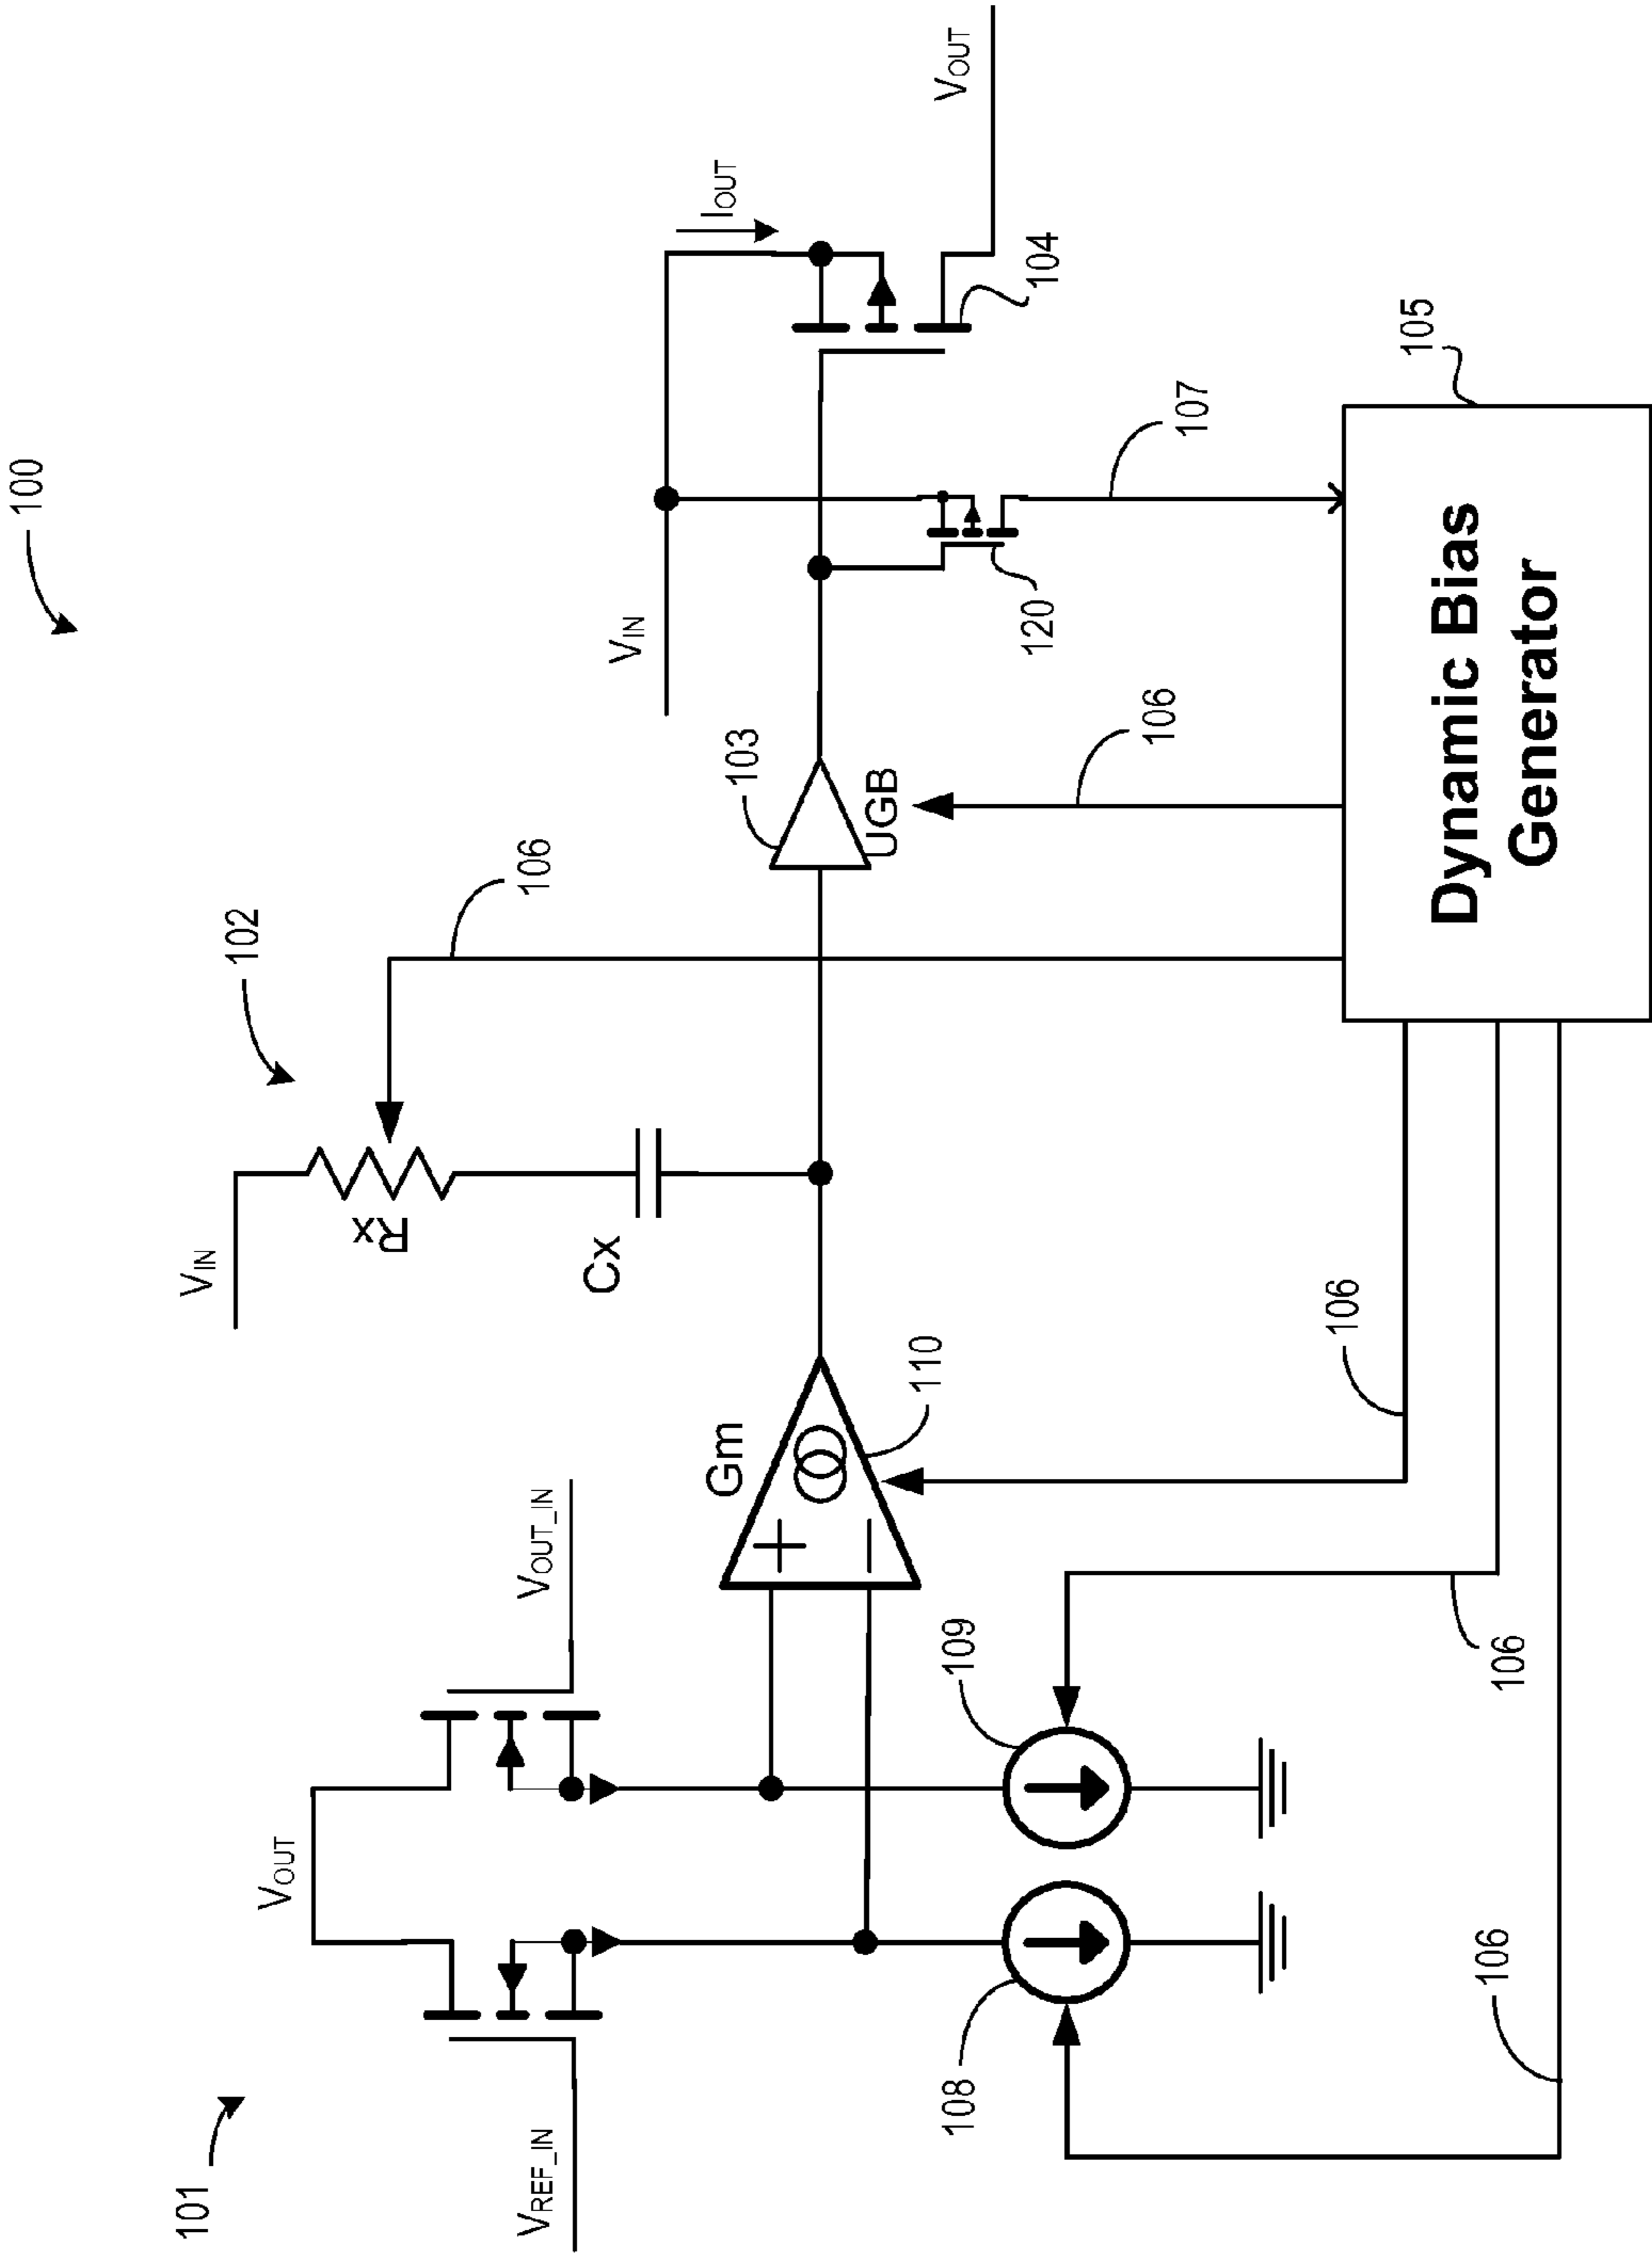 100
101
102
V_IN
Rx
Cx
106
V_OUT
V_REF_IN
V_OUT_IN
Gm
+
−
110
103
UGB
V_IN
I_OUT
104
V_OUT
120
107
106
108
109
106
106
106
105
Dynamic Bias
Generator